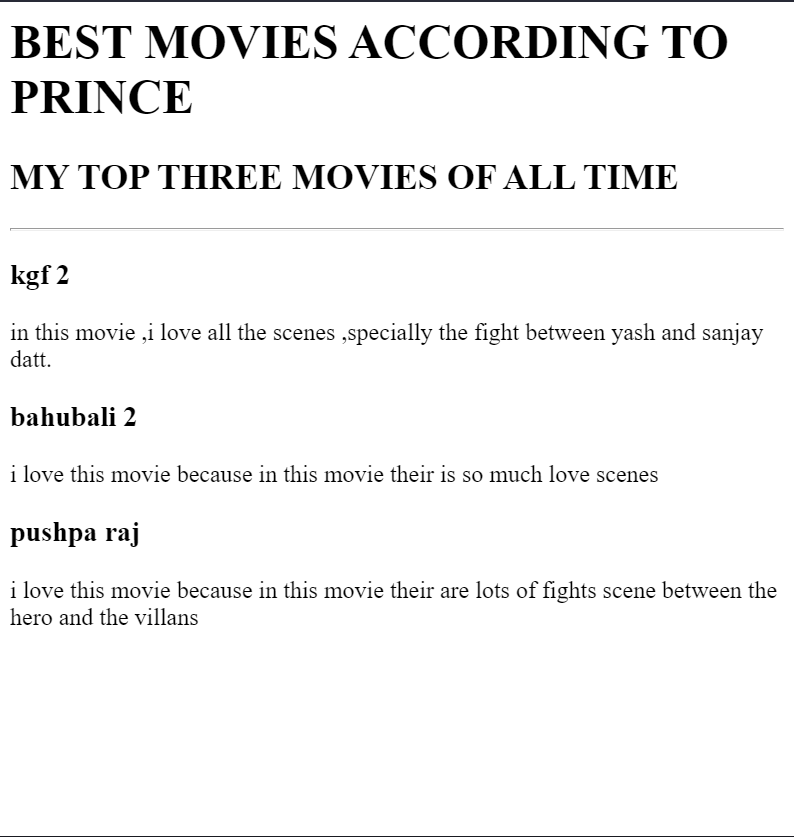 BEST MOVIES ACCORDING TO
PRINCE
MY TOP THREE MOVIES OF ALL TIME
kgf 2
in this movie ,i love all the scenes ,specially the fight between yash and sanjay
datt.
bahubali 2
i love this movie because in this movie their is so much love scenes
pushpa raj
i love this movie because in this movie their are lots of fights scene between the
hero and the villans